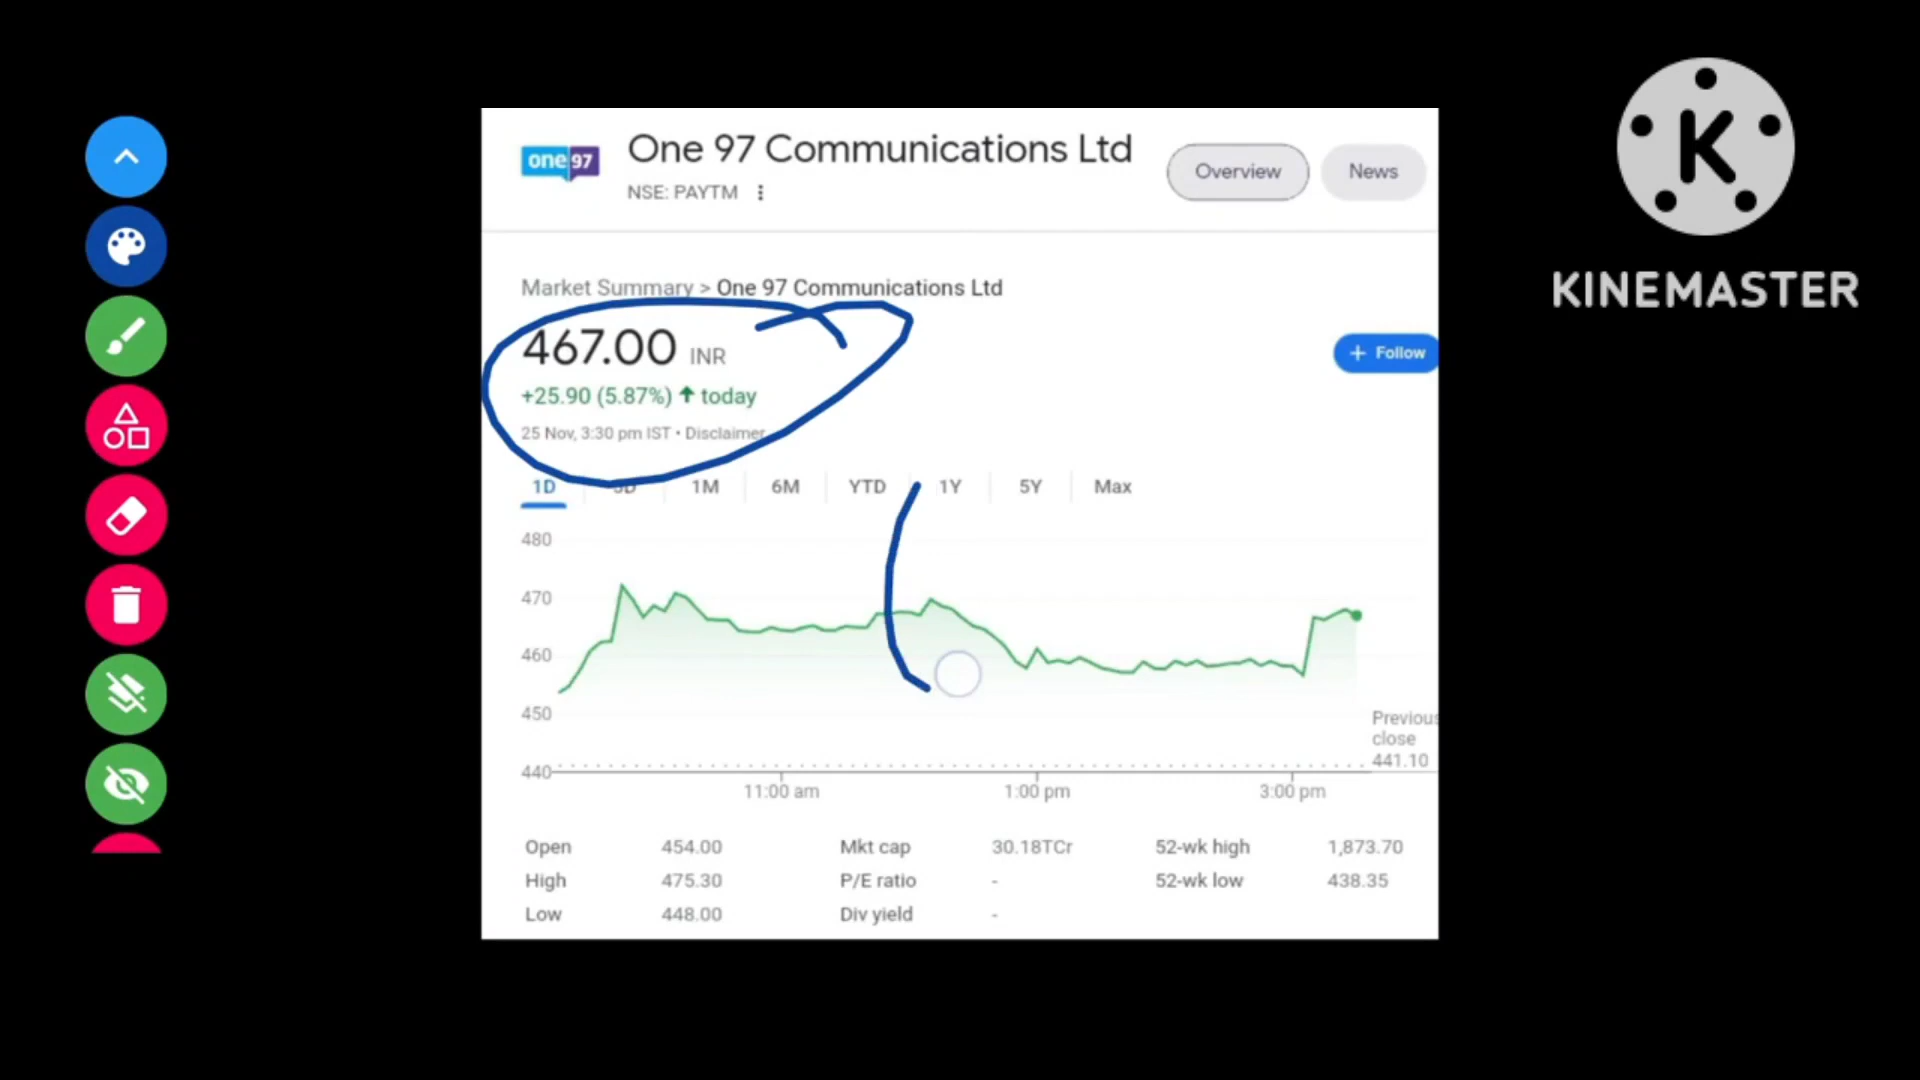 one 97
One 97 Communications Ltd
NSE: PAYTM
Overview
News
Market Summary > One 97 Communications Ltd
467.00 INR
+25.90 (5.87%) ↑ today
25 Nov, 3:30 pm IST • Disclaimer
+ Follow
1D 5D 1M 6M YTD 1Y 5Y Max
480
470
460
450
440
Previous
close
441.10
11:00 am 1:00 pm 3:00 pm
Open 454.00 Mkt cap 30.18TCr 52-wk high 1,873.70
High 475.30 P/E ratio - 52-wk low 438.35
Low 448.00 Div yield -
K
KINEMASTER